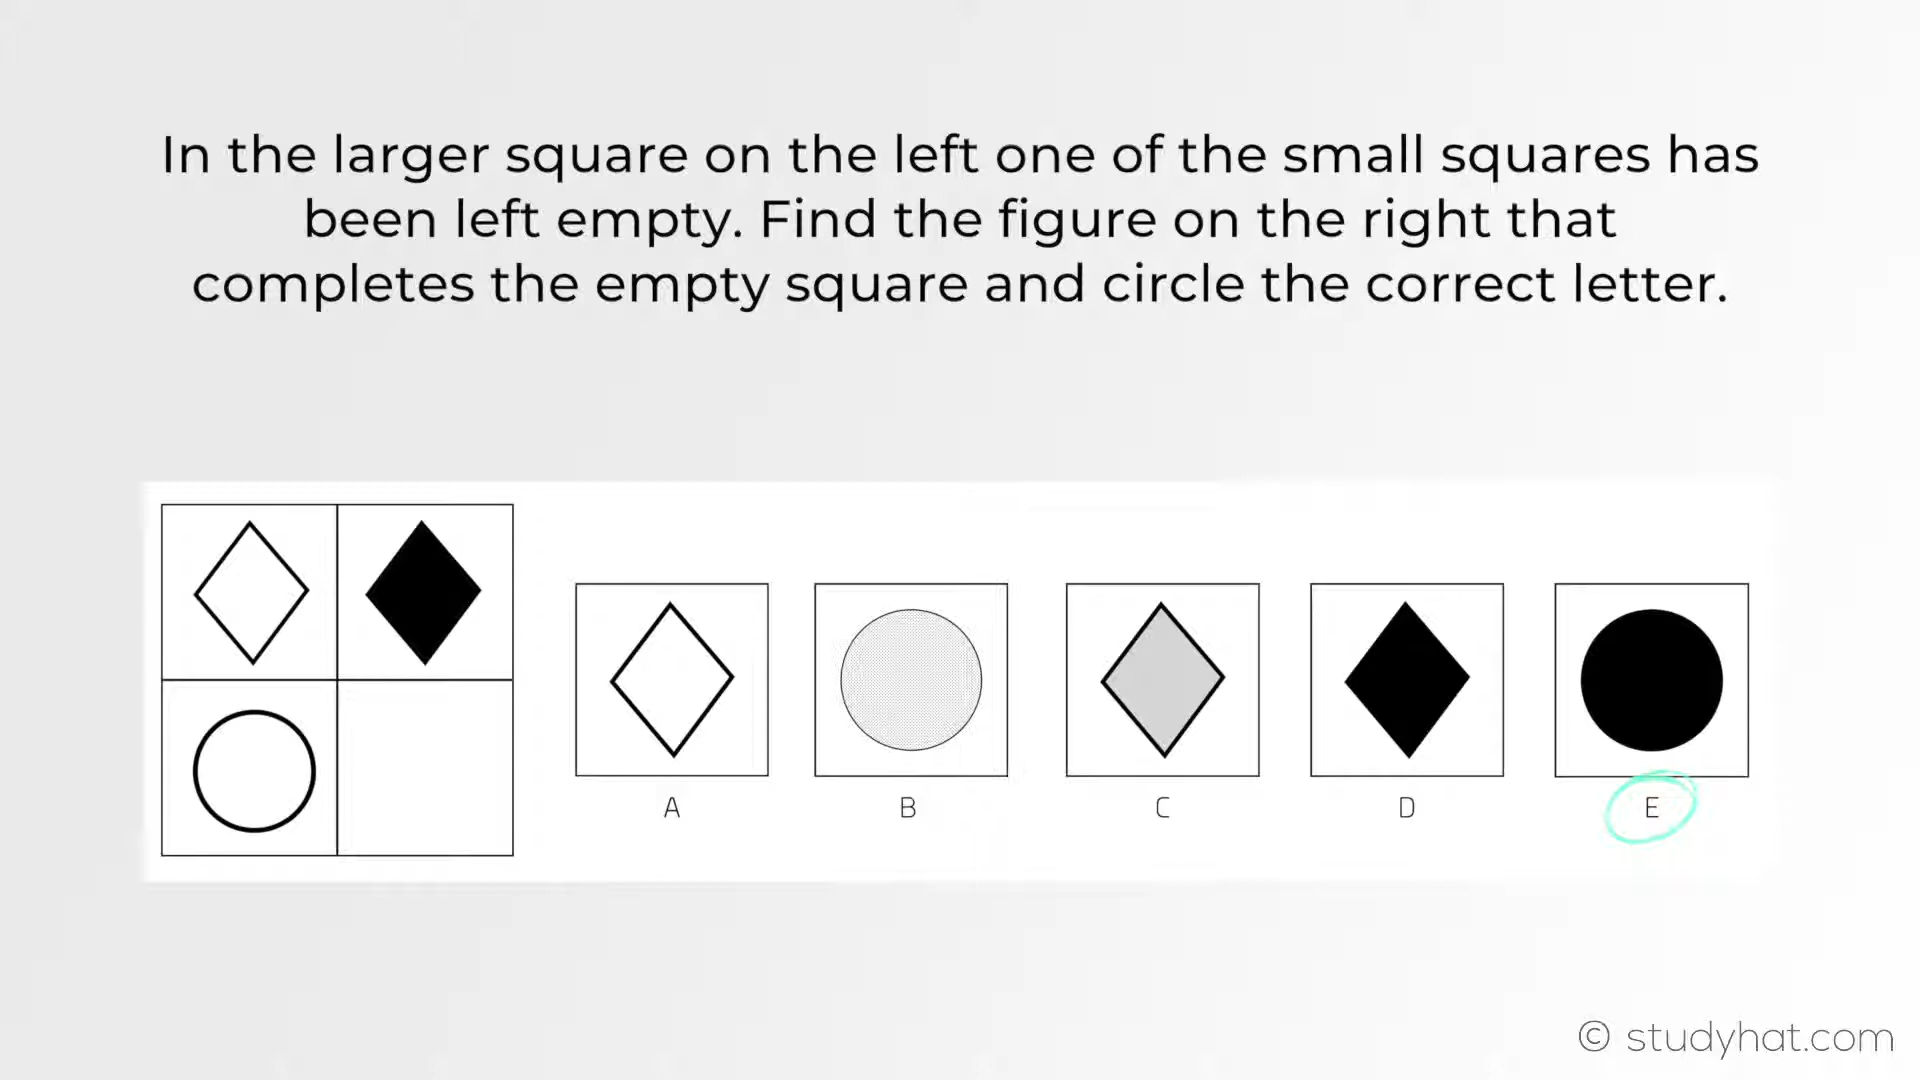 In the larger square on the left one of the small squares has
been left empty. Find the figure on the right that
completes the empty square and circle the correct letter.
A B C D E
© studyhat.com